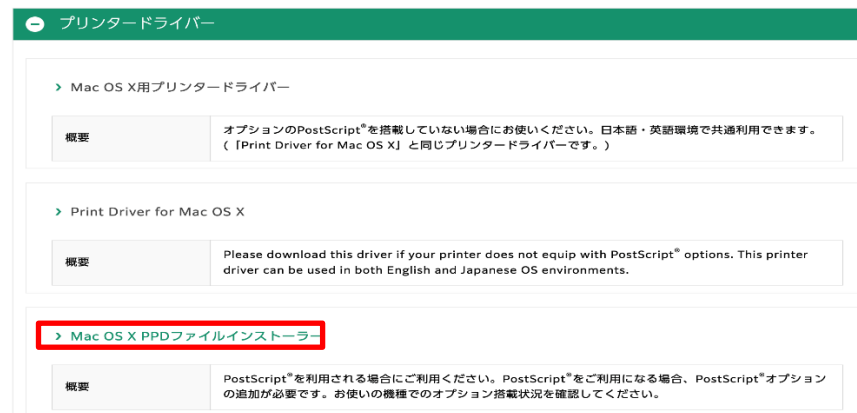 プリンタードライバー
Mac OS X用プリンタードライバー
概要
オプションのPostScript®を搭載していない場合にお使いください。日本語・英語環境で共通利用できます。
(「Print Driver for Mac OS X」と同じプリンタードライバーです。)
Print Driver for Mac OS X
概要
Please download this driver if your printer does not equip with PostScript® options. This printer
driver can be used in both English and Japanese OS environments.
Mac OS X PPDファイルインストーラー
概要
PostScript®を利用される場合にご利用ください。PostScript®をご利用になる場合、PostScript®オプション
の追加が必要です。お使いの機種でのオプション搭載状況を確認してください。